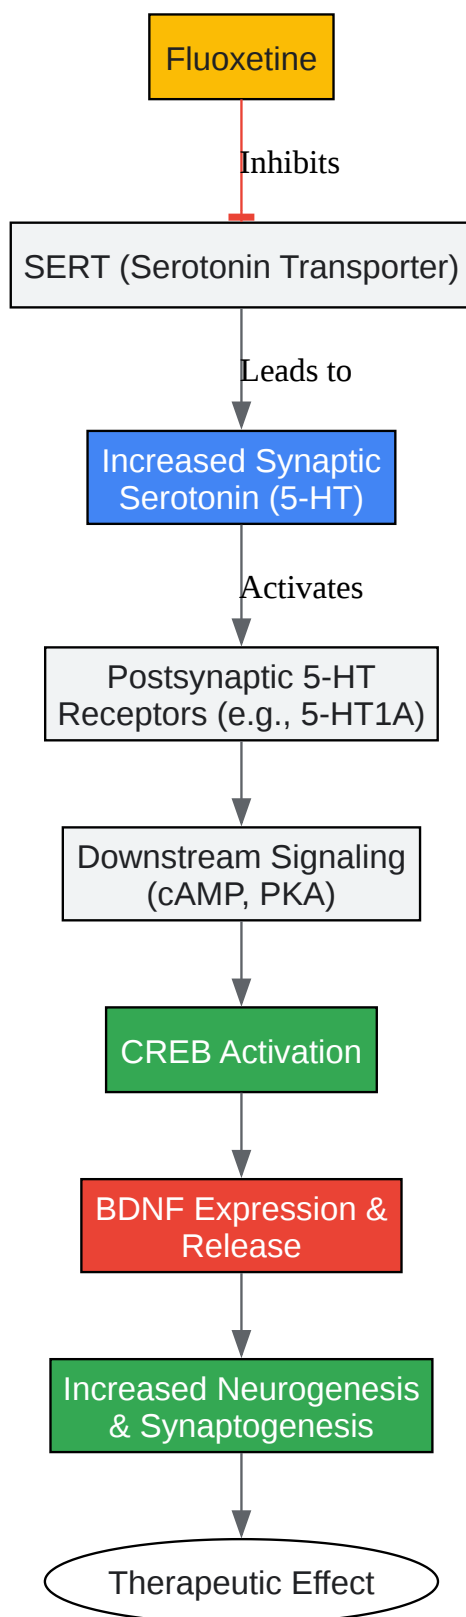 Fluoxetine
Inhibits
SERT (Serotonin Transporter)
Leads to
Increased Synaptic
Serotonin (5-HT)
Activates
Postsynaptic 5-HT
Receptors (e.g., 5-HT1A)
Downstream Signaling
(cAMP, PKA)
CREB Activation
BDNF Expression &
Release
Increased Neurogenesis
& Synaptogenesis
Therapeutic Effect